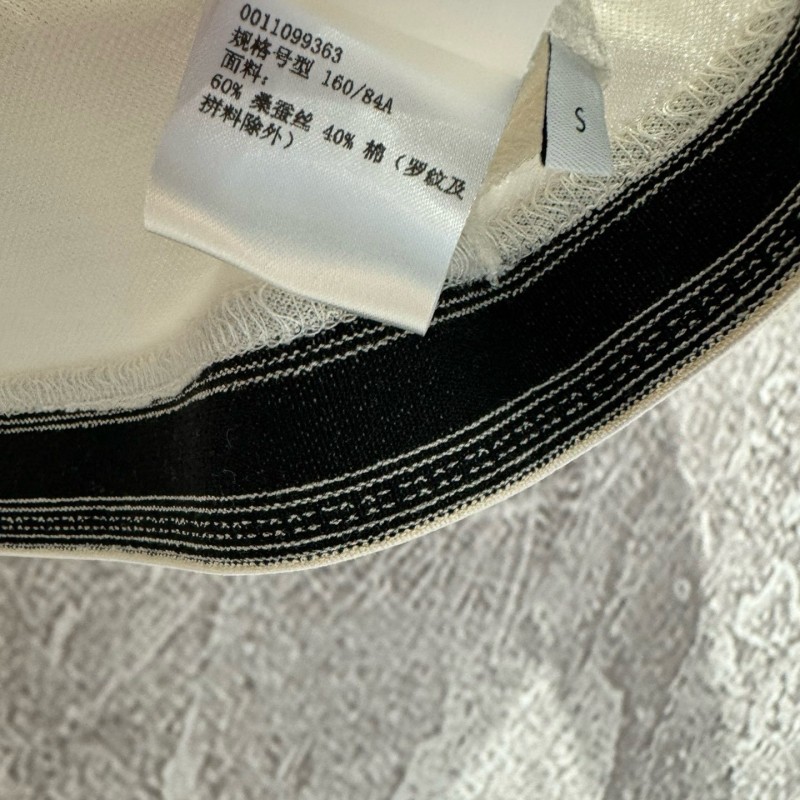 0011099363
规格号型 160/84A
面料:
60% 桑蚕丝 40% 棉 (罗纹及
拼料除外)
S